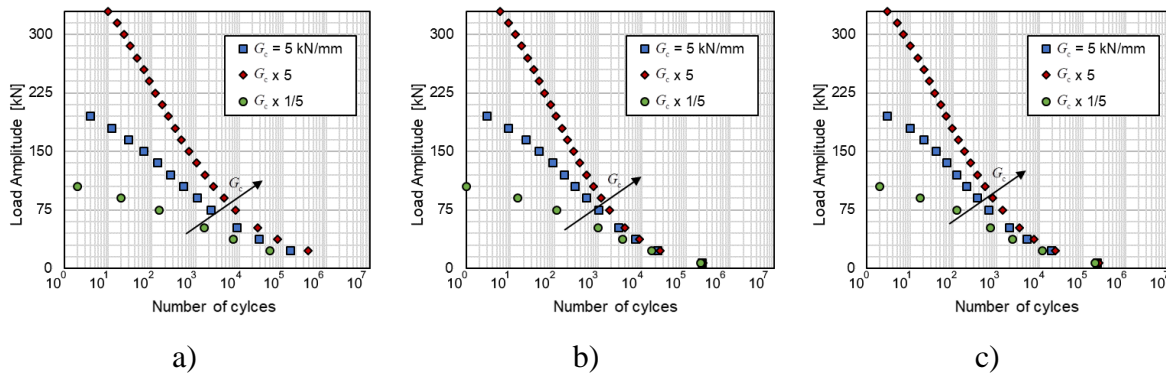 300
225
150
75
0
Load Amplitude [kN]
G_c = 5 kN/mm
G_c x 5
G_c x 1/5
G_c
10^0 10^1 10^2 10^3 10^4 10^5 10^6 10^7
Number of cylces
a)
300
225
150
75
0
Load Amplitude [kN]
G_c = 5 kN/mm
G_c x 5
G_c x 1/5
G_c
10^0 10^1 10^2 10^3 10^4 10^5 10^6 10^7
Number of cylces
b)
300
225
150
75
0
Load Amplitude [kN]
G_c = 5 kN/mm
G_c x 5
G_c x 1/5
G_c
10^0 10^1 10^2 10^3 10^4 10^5 10^6 10^7
Number of cylces
c)